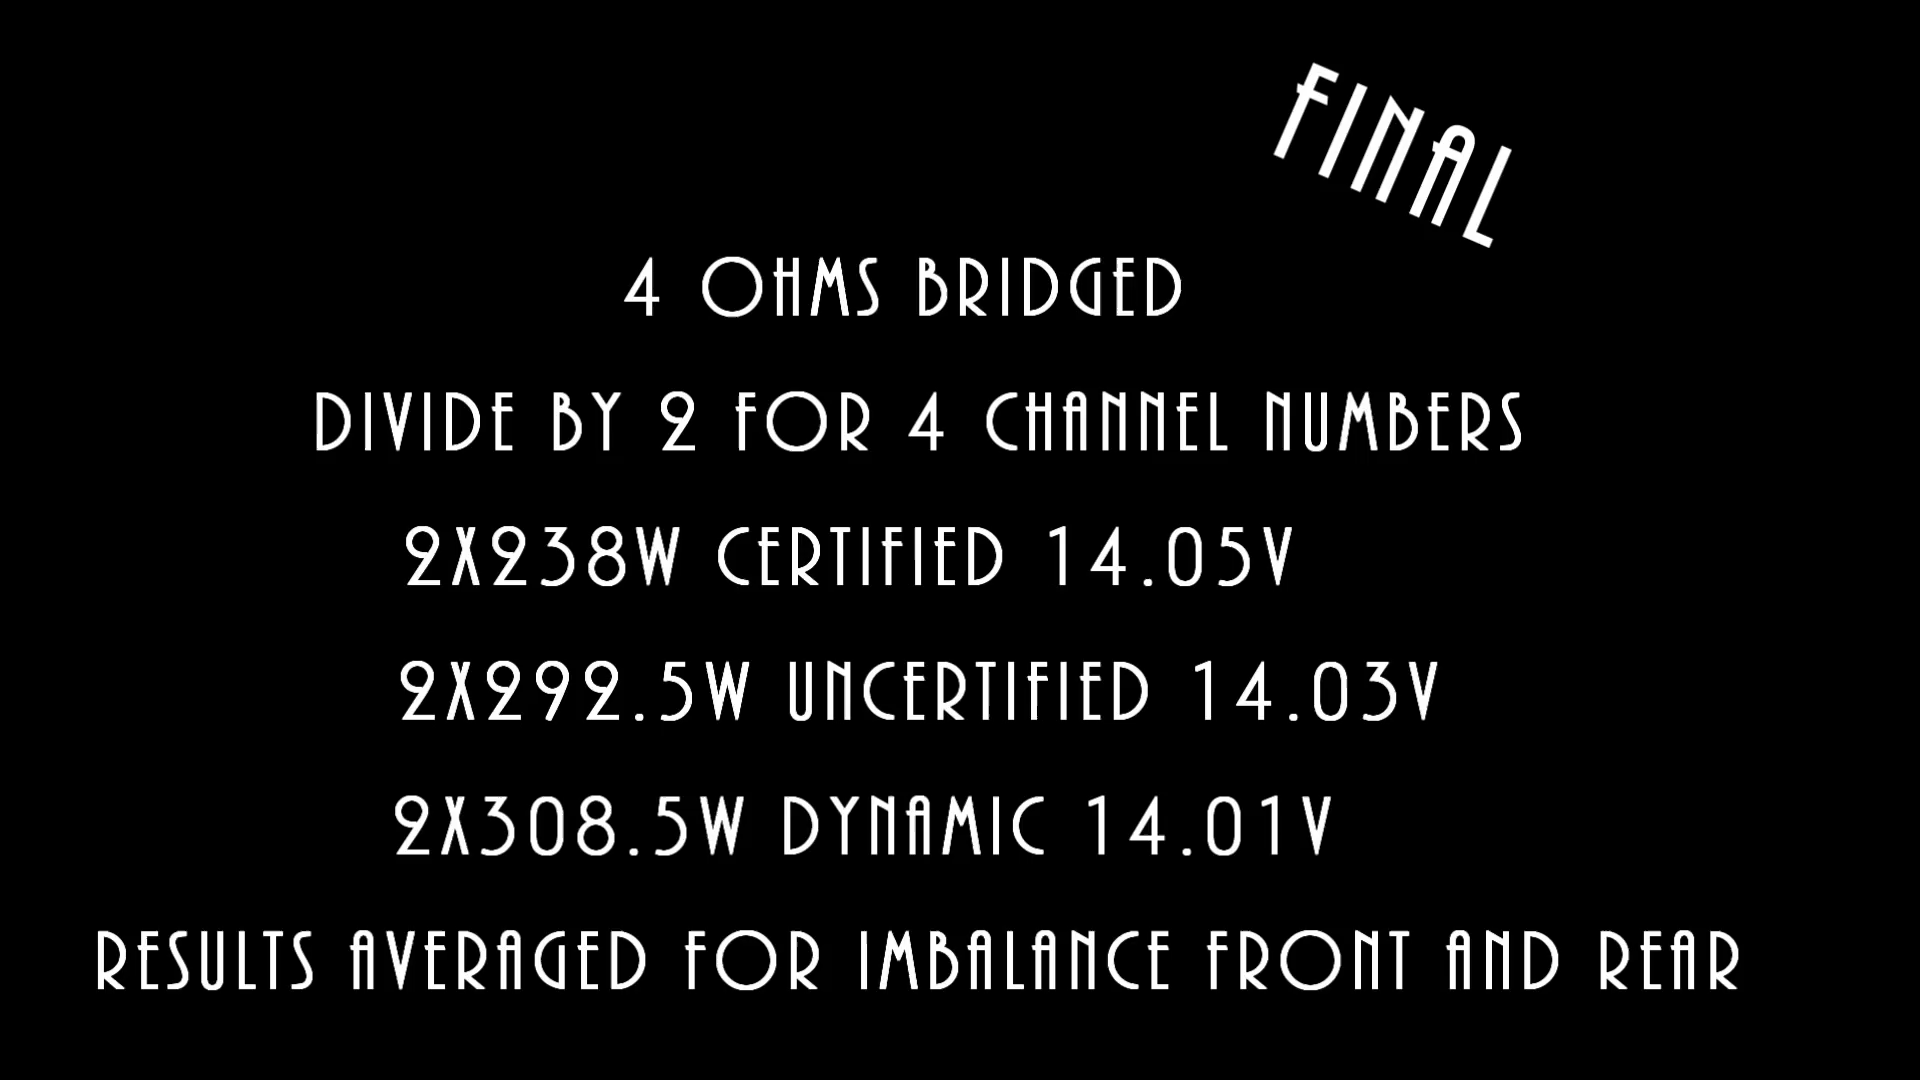 FINAL
4 OHMS BRIDGED
DIVIDE BY 2 FOR 4 CHANNEL NUMBERS
2X238W CERTIFIED 14.05V
2X292.5W UNCERTIFIED 14.03V
2X308.5W DYNAMIC 14.01V
RESULTS AVERAGED FOR IMBALANCE FRONT AND REAR